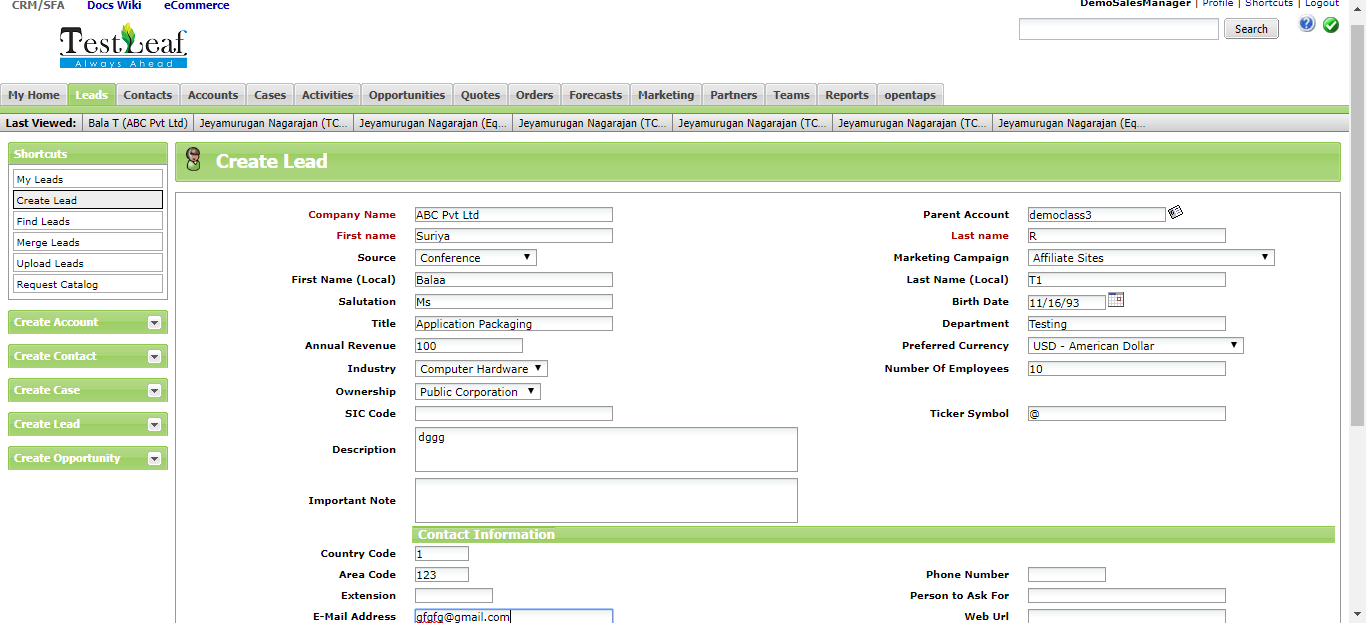 CRM/SFA Docs Wiki eCommerce
DemoSalesManager | Profile | Shortcuts | Logout
TestLeaf
Always Ahead
Search
My Home Leads Contacts Accounts Cases Activities Opportunities Quotes Orders Forecasts Marketing Partners Teams Reports opentaps
Last Viewed: Bala T (ABC Pvt Ltd) Jeyamurugan Nagarajan (TC... Jeyamurugan Nagarajan (Eq... Jeyamurugan Nagarajan (TC... Jeyamurugan Nagarajan (TC... Jeyamurugan Nagarajan (TC... Jeyamurugan Nagarajan (Eq...
Shortcuts
My Leads
Create Lead
Find Leads
Merge Leads
Upload Leads
Request Catalog
Create Account
Create Contact
Create Case
Create Lead
Create Opportunity
Create Lead
Company Name ABC Pvt Ltd Parent Account democlass3
First name Suriya Last name R
Source Conference Marketing Campaign Affiliate Sites
First Name (Local) Balaa Last Name (Local) T1
Salutation Ms Birth Date 11/16/93
Title Application Packaging Department Testing
Annual Revenue 100 Preferred Currency USD - American Dollar
Industry Computer Hardware Number Of Employees 10
Ownership Public Corporation
SIC Code Ticker Symbol @
Description dggg
Important Note
Contact Information
Country Code 1
Area Code 123 Phone Number
Extension Person to Ask For
E-Mail Address gfgfg@gmail.com Web Url